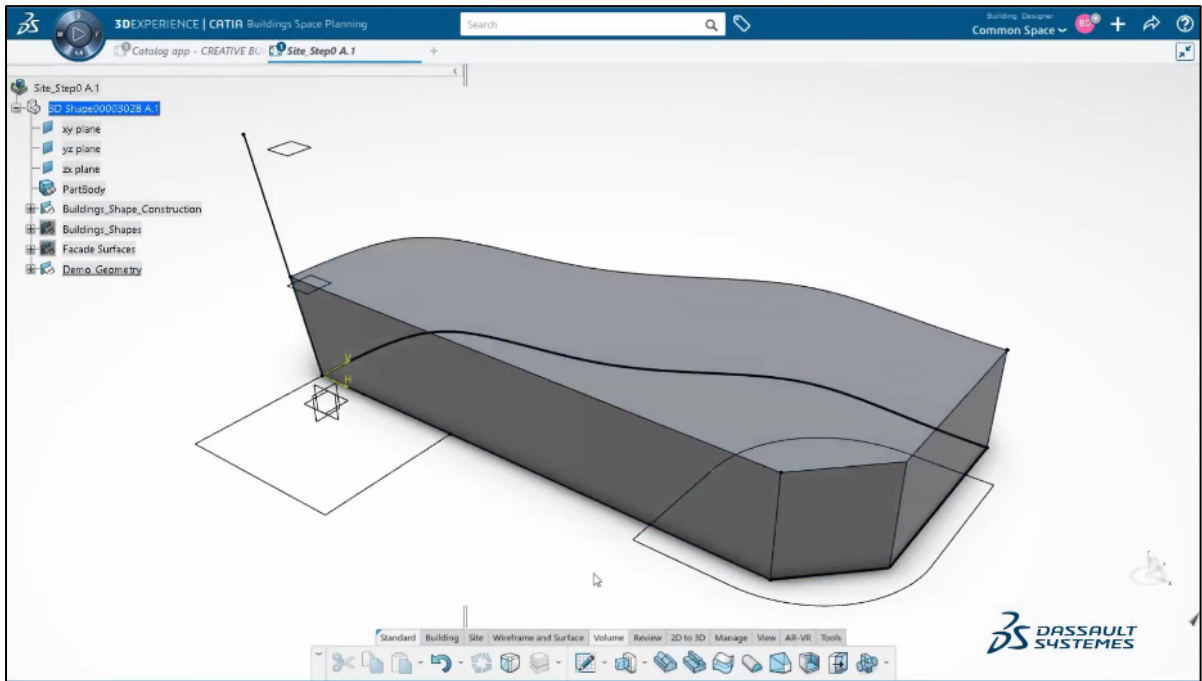 3DEXPERIENCE | CATIA Buildings Space Planning
Search
Building Designer
Common Space
BD
Catalog app - CREATIVE BU
Site_Step0 A.1
Site_Step0 A.1
3D Shape00003028 A.1
xy plane
yz plane
zx plane
PartBody
Buildings_Shape_Construction
Buildings_Shapes
Facade Surfaces
Demo_Geometry
V
H
Standard Building Site Wireframe and Surface Volume Review 2D to 3D Manage View AR-VR Tools
DASSAULT
SYSTEMES